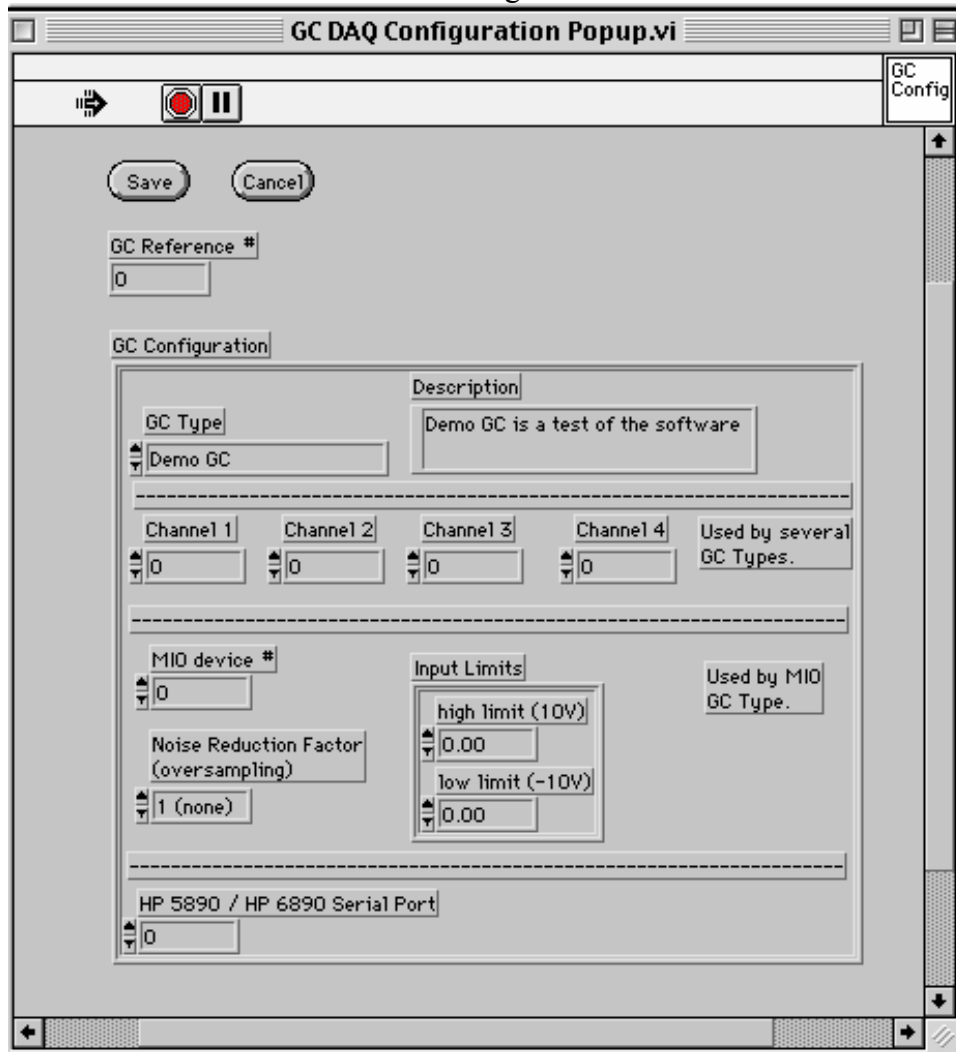 GC DAQ Configuration Popup.vi
GC
Config
Save
Cancel
GC Reference #
0
GC Configuration
Description
GC Type
Demo GC is a test of the software
Demo GC
--------------------------------------------------------------------
Channel 1
Channel 2
Channel 3
Channel 4
Used by several
GC Types.
0
0
0
0
--------------------------------------------------------------------
MIO device #
0
Input Limits
Used by MIO
GC Type.
high limit (10V)
0.00
Noise Reduction Factor
(oversampling)
low limit (-10V)
1 (none)
0.00
--------------------------------------------------------------------
HP 5890 / HP 6890 Serial Port
0